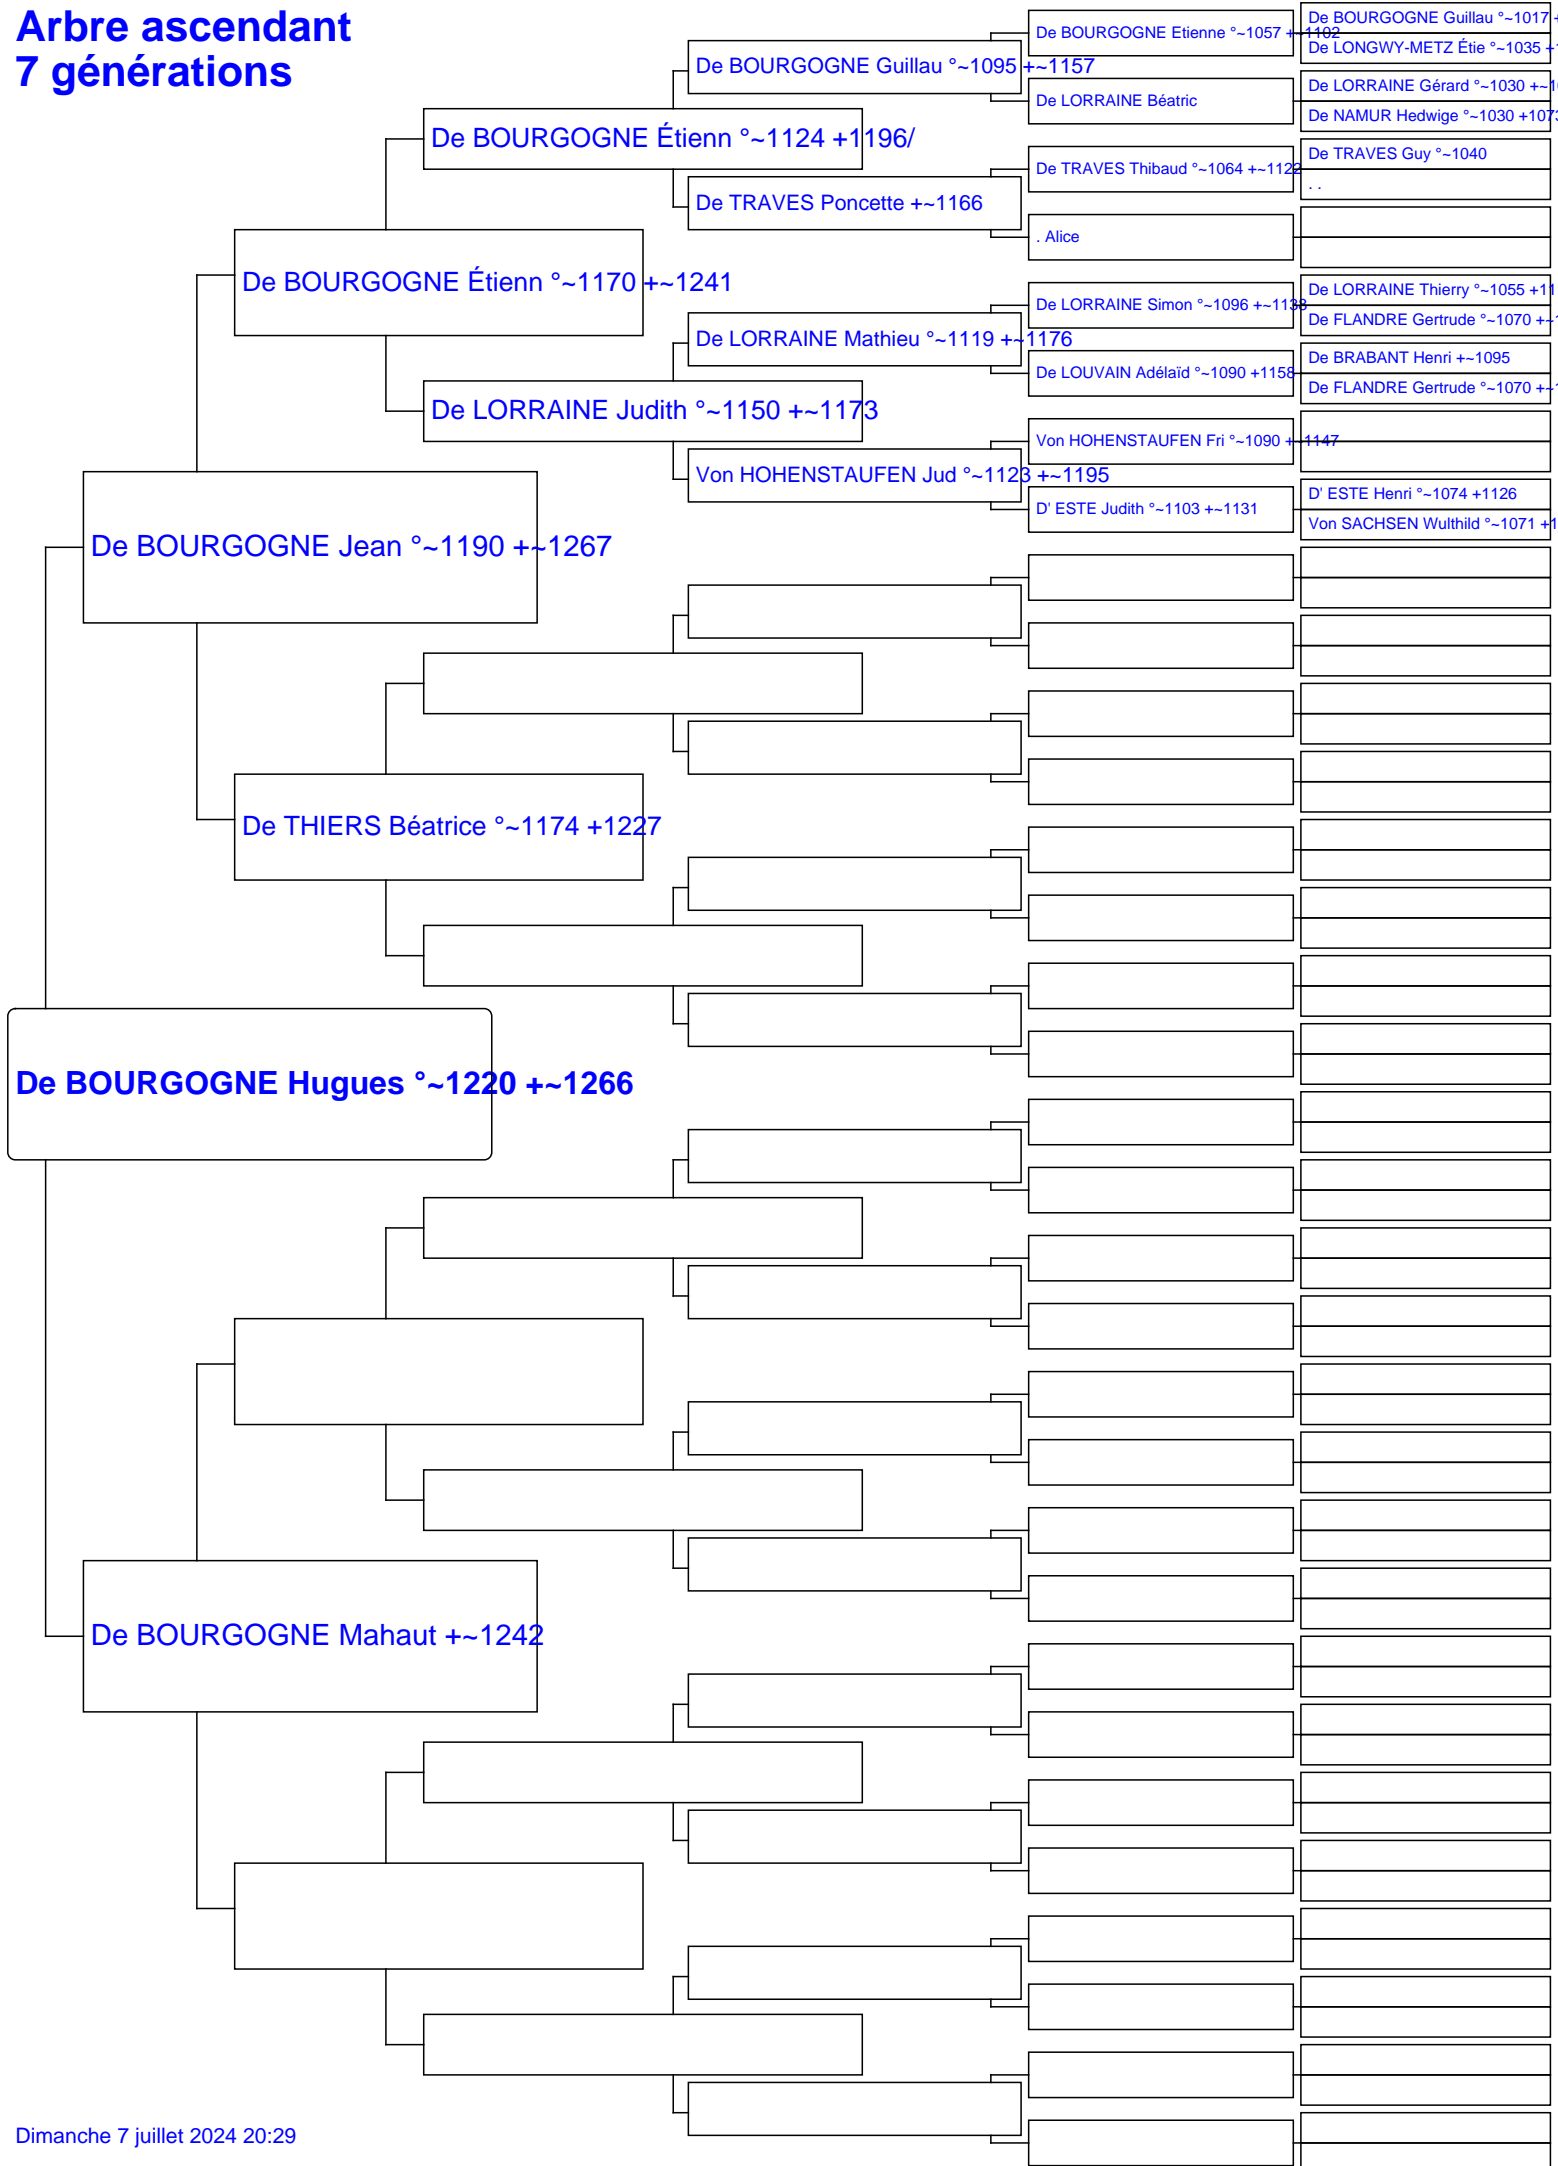 Arbre ascendant
7 générations
De BOURGOGNE Hugues °~1220 +~1266
De BOURGOGNE Jean °~1190 +~1267
De BOURGOGNE Mahaut +~1242
De BOURGOGNE Étienn °~1170 +~1241
De THIERS Béatrice °~1174 +1227
De BOURGOGNE Étienn °~1124 +1196/
De LORRAINE Judith °~1150 +~1173
De BOURGOGNE Guillau °~1095 +~1157
De TRAVES Poncette +~1166
De LORRAINE Mathieu °~1119 +~1176
Von HOHENSTAUFEN Jud °~1123 +~1195
De BOURGOGNE Etienne °~1057 +~1102
De LORRAINE Béatric
De TRAVES Thibaud °~1064 +~1122
. Alice
De LORRAINE Simon °~1096 +~1138
De LOUVAIN Adélaïd °~1090 +1158
Von HOHENSTAUFEN Fri °~1090 +~1147
D' ESTE Judith °~1103 +~1131
De BOURGOGNE Guillau °~1017 +
De LONGWY-METZ Étie °~1035 +
De LORRAINE Gérard °~1030 +~
De NAMUR Hedwige °~1030 +107
De TRAVES Guy °~1040
. .
De LORRAINE Thierry °~1055 +11
De FLANDRE Gertrude °~1070 +~
De BRABANT Henri +~1095
De FLANDRE Gertrude °~1070 +~
D' ESTE Henri °~1074 +1126
Von SACHSEN Wulthild °~1071 +1
Dimanche 7 juillet 2024 20:29